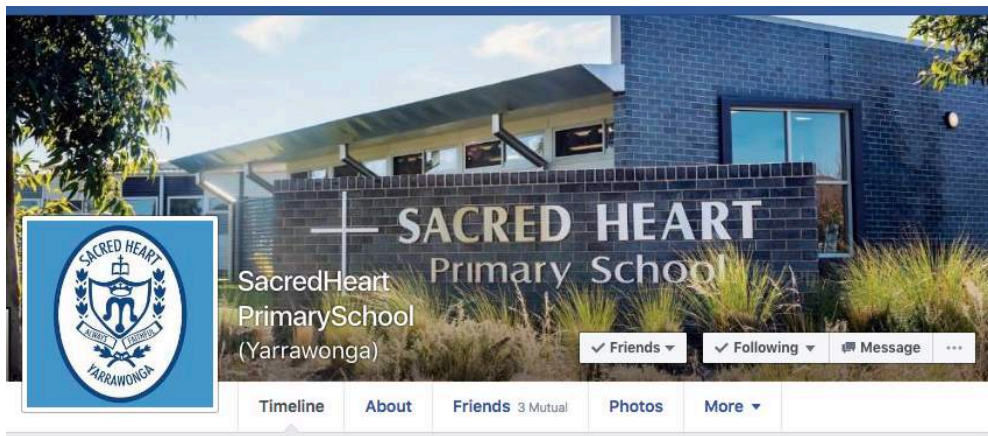 SACRED HEART
Primary School
SACRED HEART
ALWAYS FAITHFUL
YARRAWONGA
SacredHeart
PrimarySchool
(Yarrawonga)
Friends
Following
Message
Timeline
About
Friends 3 Mutual
Photos
More